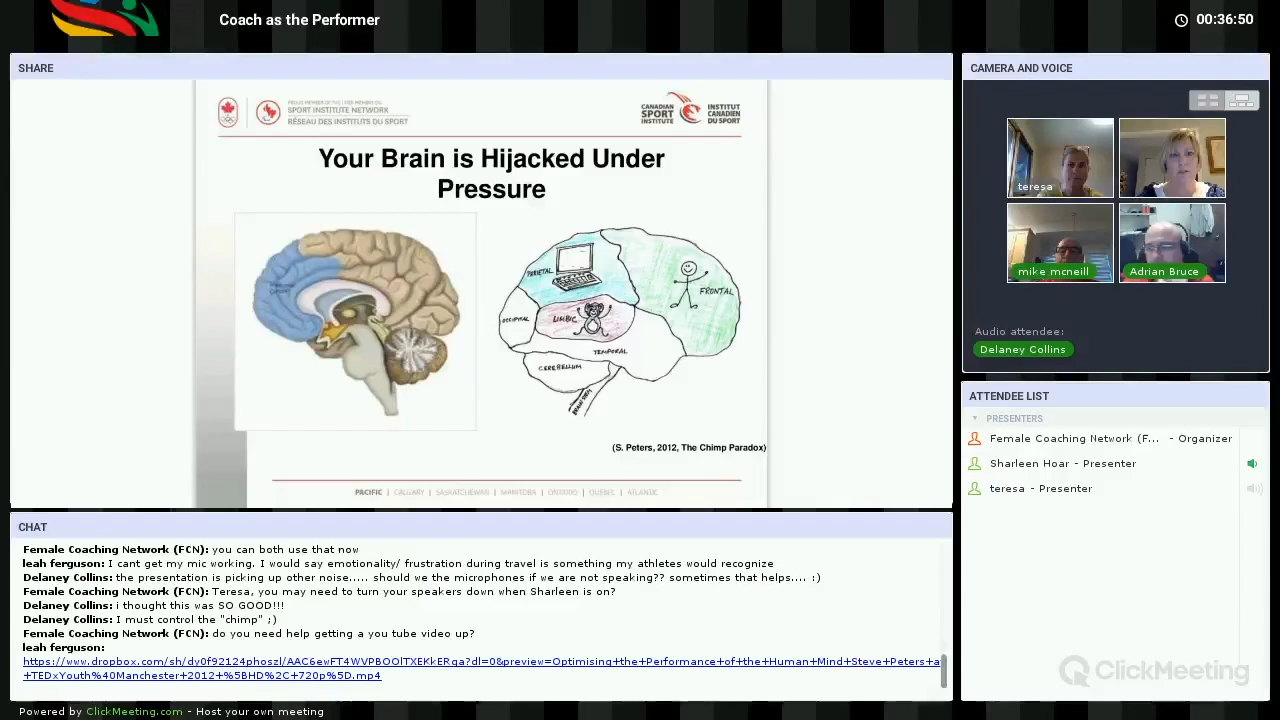 Coach as the Performer
00:36:50
SHARE
SPORT INSTITUTE NETWORK
RÉSEAU DES INSTITUTS DU SPORT
CANADIAN
SPORT
INSTITUTE
INSTITUT
CANADIEN
DU SPORT
Your Brain is Hijacked Under
Pressure
PARIETAL
FRONTAL
OCCIPITAL
LIMBIC
TEMPORAL
CEREBELLUM
BRAIN STEM
(S. Peters, 2012, The Chimp Paradox)
PACIFIC | CALGARY | SASKATCHEWAN | MANITOBA | ONTARIO | QUÉBEC | ATLANTIC
CAMERA AND VOICE
teresa
mike mcneill
Adrian Bruce
Audio attendee:
Delaney Collins
ATTENDEE LIST
PRESENTERS
Female Coaching Network (F... - Organizer
Sharleen Hoar - Presenter
teresa - Presenter
CHAT
Female Coaching Network (FCN): you can both use that now
leah ferguson: I cant get my mic working. I would say emotionality/ frustration during travel is something my athletes would recognize
Delaney Collins: the presentation is picking up other noise..... should we the microphones if we are not speaking?? sometimes that helps.... :)
Female Coaching Network (FCN): Teresa, you may need to turn your speakers down when Sharleen is on?
Delaney Collins: i thought this was SO GOOD!!!
Delaney Collins: I must control the "chimp" ;)
Female Coaching Network (FCN): do you need help getting a you tube video up?
leah ferguson:
https://www.dropbox.com/sh/dy0f92124phoszl/AAC6ewFT4WVPBOOlTXEKkERqa?dl=0&preview=Optimising+the+Performance+of+the+Human+Mind+Steve+Peters+a
+TEDxYouth%40Manchester+2012+%5BHD%2C+720p%5D.mp4
ClickMeeting
Powered by ClickMeeting.com - Host your own meeting